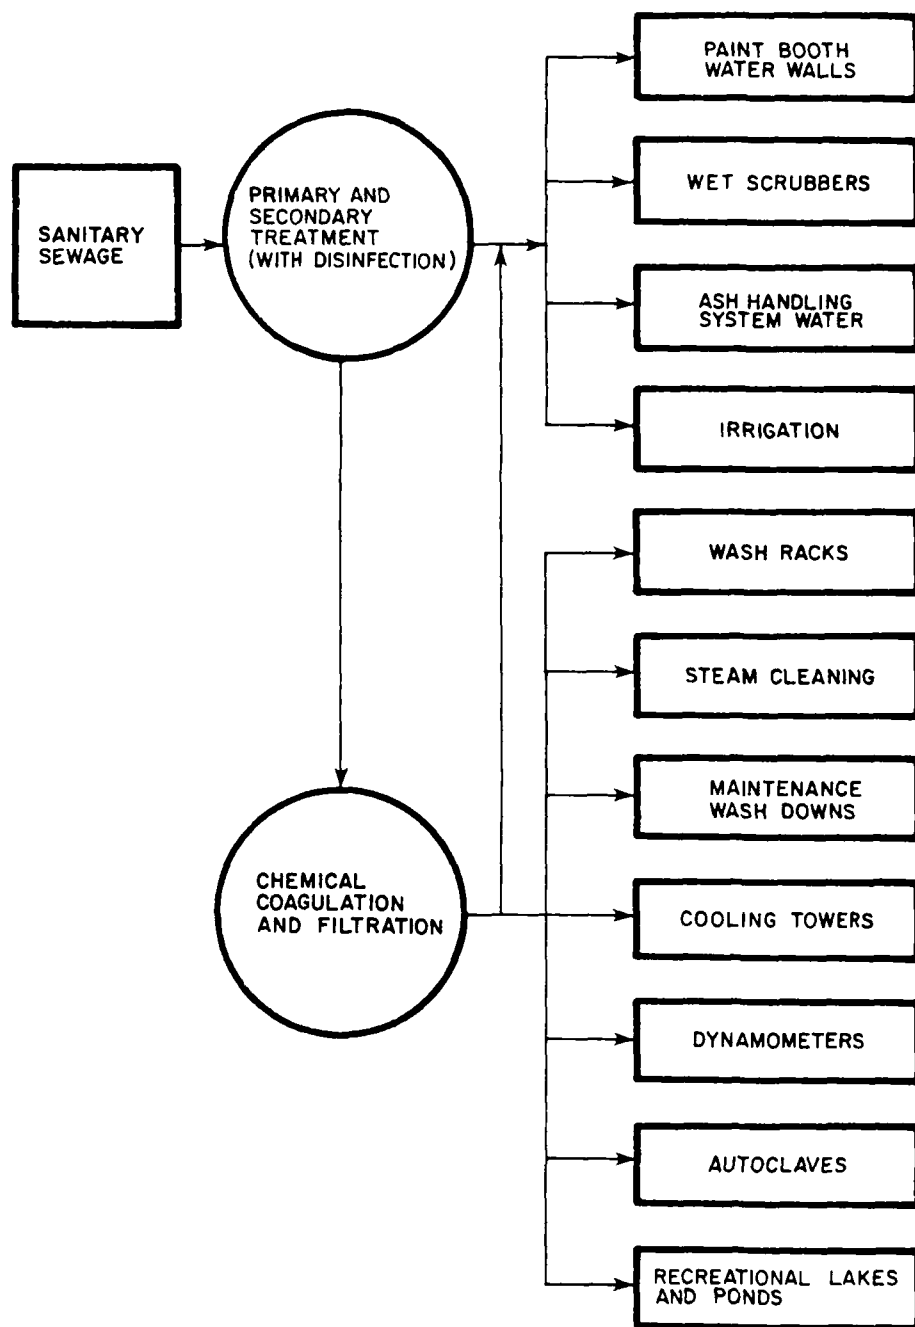 PAINT BOOTH
WATER WALLS
WET SCRUBBERS
PRIMARY AND
SECONDARY
TREATMENT
(WITH DISINFECTION)
SANITARY
SEWAGE
ASH HANDLING
SYSTEM WATER
IRRIGATION
WASH RACKS
STEAM CLEANING
MAINTENANCE
WASH DOWNS
CHEMICAL
COAGULATION
AND FILTRATION
COOLING TOWERS
DYNAMOMETERS
AUTOCLAVES
RECREATIONAL LAKES
AND PONDS